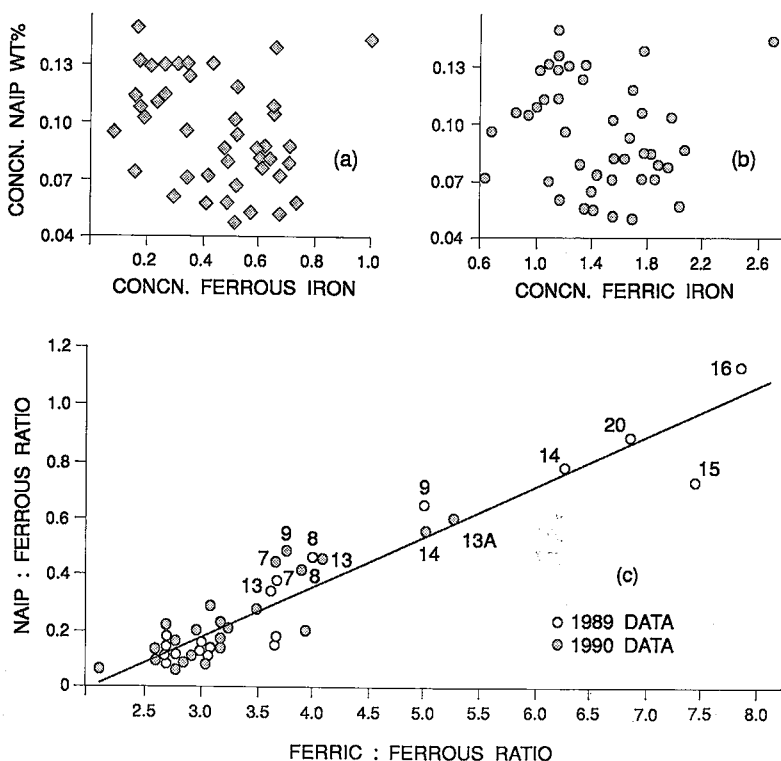 CONCN. NAIP WT%
0.13
0.10
0.07
0.04
(a)
0.2 0.4 0.6 0.8 1.0
CONCN. FERROUS IRON
0.13
0.10
0.07
0.04
(b)
0.6 1.0 1.4 1.8 2.2 2.6
CONCN. FERRIC IRON
NAIP : FERROUS RATIO
1.2
1.0
0.8
0.6
0.4
0.2
0
16
20
15
14
9
14
13A
9
8
7
13
7
8
13
(c)
1989 DATA
1990 DATA
2.5 3.0 3.5 4.0 4.5 5.0 5.5 6.0 6.5 7.0 7.5 8.0
FERRIC : FERROUS RATIO